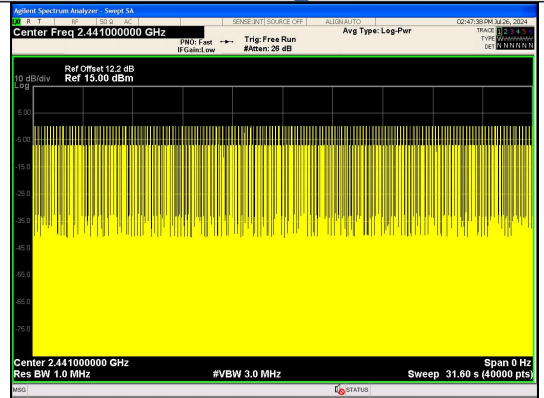 Agilent Spectrum Analyzer - Swept SA
R T RF 50 Ω AC SENSE:INT SOURCE OFF ALIGN AUTO 02:47:38 PM Jul 26, 2024
Center Freq 2.441000000 GHz Avg Type: Log-Pwr TRACE 1 2 3 4 5 6
PNO: Fast Trig: Free Run TYPE
IFGain:Low #Atten: 26 dB DET N N N N N N
Ref Offset 12.2 dB
10 dB/div Ref 15.00 dBm
Log
5.00
-5.00
-15.0
-25.0
-35.0
-45.0
-55.0
-65.0
-75.0
Center 2.441000000 GHz Span 0 Hz
Res BW 1.0 MHz #VBW 3.0 MHz Sweep 31.60 s (40000 pts)
MSG STATUS